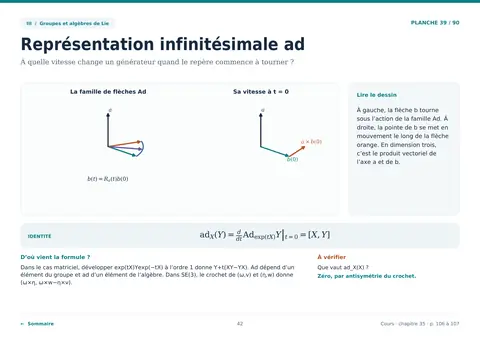 08 | Groupes et algèbres de Lie
PLANCHE 39 / 90
Représentation infinitésimale ad
A quelle vitesse change un générateur quand le repère commence à tourner ?
La famille de flèches Ad
Sa vitesse à t = 0
a
a
a × b(0)
b(0)
b(t) = Rₐ(t)b(0)
Lire le dessin
À gauche, la flèche b tourne
sous l'action de la famille Ad. À
droite, la pointe de b se met en
mouvement le long de la flèche
orange. En dimension trois,
c'est le produit vectoriel de
l'axe a et de b.
IDENTITÉ
ad_X(Y) = d/dt Ad_exp(tX) Y|_t = 0 = [X, Y]
D'où vient la formule ?
Dans le cas matriciel, développer exp(tX)Yexp(−tX) à l'ordre 1 donne Y+t(XY−YX). Ad dépend d'un
élément du groupe et ad d'un élément de l'algèbre. Dans SE(3), le crochet de (ω,v) et (η,w) donne
(ω×η, ω×w−η×v).
À vérifier
Que vaut ad_X(X) ?
Zéro, par antisymétrie du crochet.
← Sommaire
42
Cours · chapitre 35 · p. 106 à 107